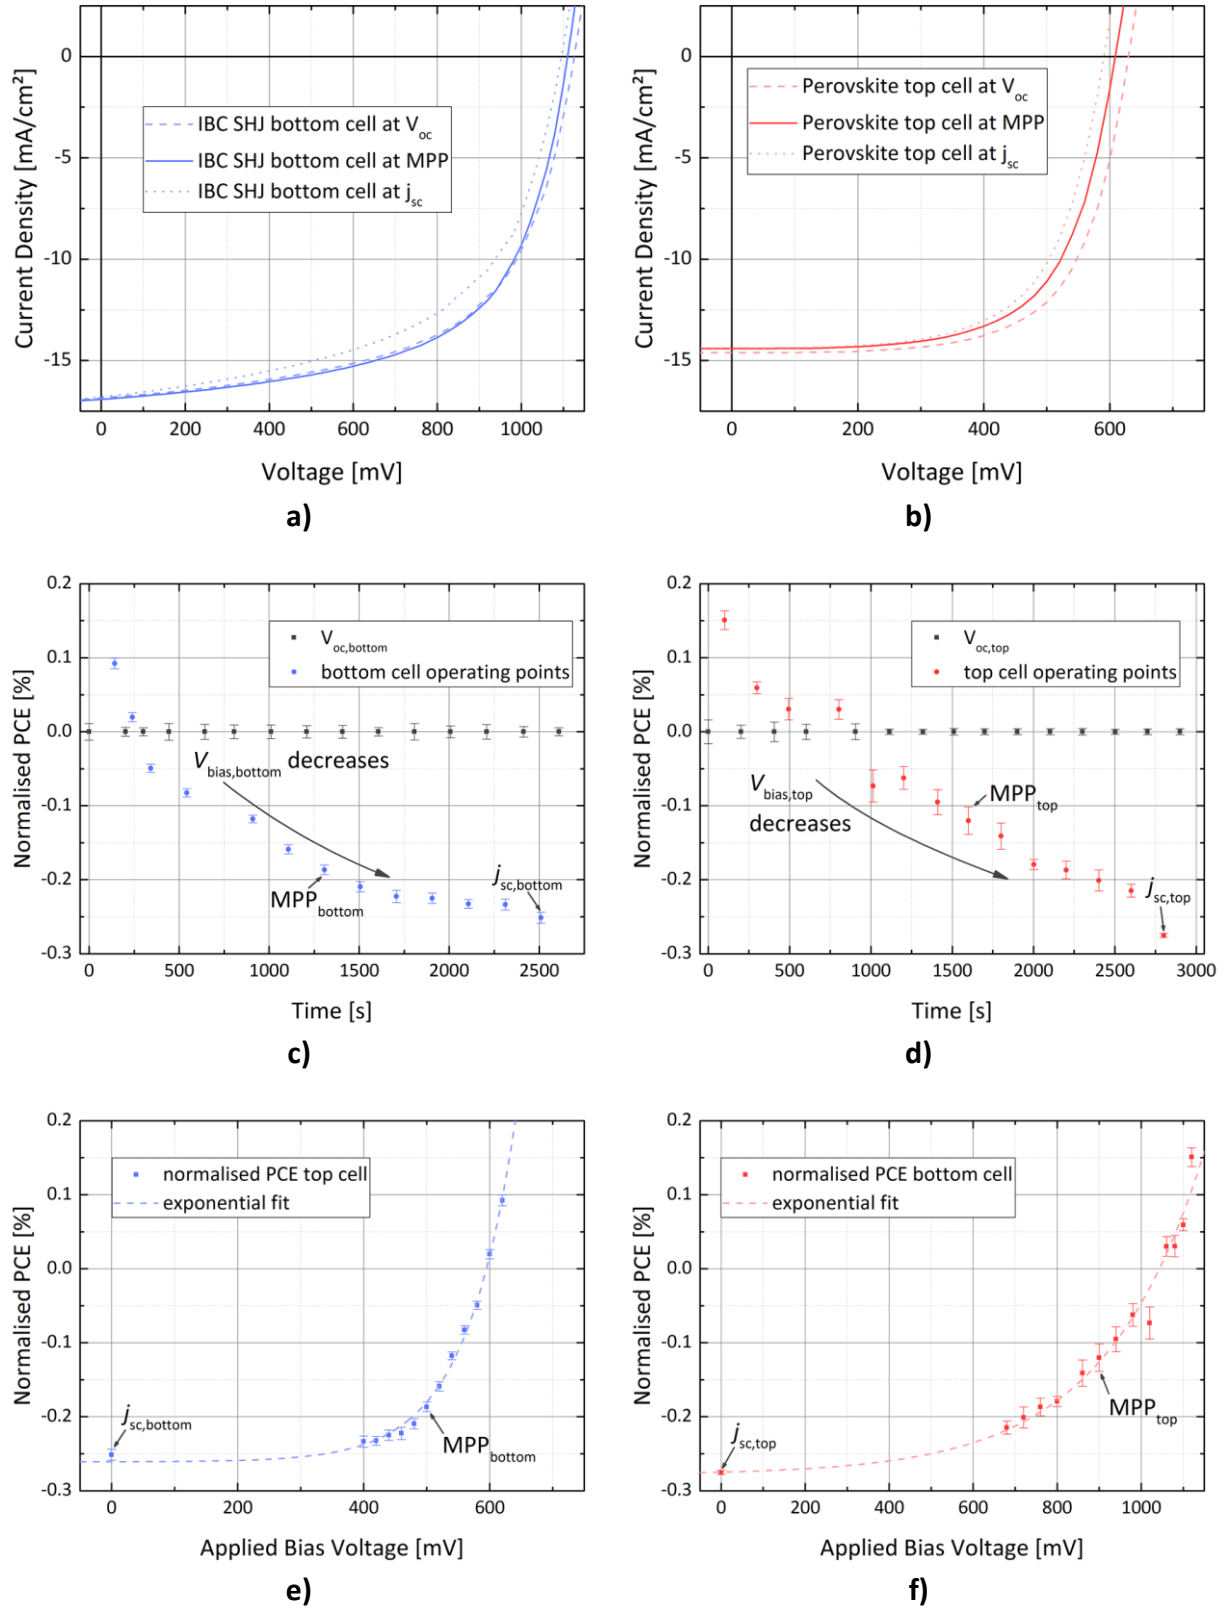 0
-5
-10
-15
Current Density [mA/cm²]
IBC SHJ bottom cell at Voc
IBC SHJ bottom cell at MPP
IBC SHJ bottom cell at jsc
0 200 400 600 800 1000
Voltage [mV]
a)
0
-5
-10
-15
Current Density [mA/cm²]
Perovskite top cell at Voc
Perovskite top cell at MPP
Perovskite top cell at jsc
0 200 400 600
Voltage [mV]
b)
0.2
0.1
0.0
-0.1
-0.2
-0.3
Normalised PCE [%]
Voc,bottom
bottom cell operating points
Vbias,bottom decreases
MPPbottom
jsc,bottom
0 500 1000 1500 2000 2500
Time [s]
c)
0.2
0.1
0.0
-0.1
-0.2
-0.3
Normalised PCE [%]
Voc,top
top cell operating points
Vbias,top
decreases
MPPtop
jsc,top
0 500 1000 1500 2000 2500 3000
Time [s]
d)
0.2
0.1
0.0
-0.1
-0.2
-0.3
Normalised PCE [%]
normalised PCE top cell
exponential fit
jsc,bottom
MPPbottom
0 200 400 600
Applied Bias Voltage [mV]
e)
0.2
0.1
0.0
-0.1
-0.2
-0.3
Normalised PCE [%]
normalised PCE bottom cell
exponential fit
jsc,top
MPPtop
0 200 400 600 800 1000
Applied Bias Voltage [mV]
f)